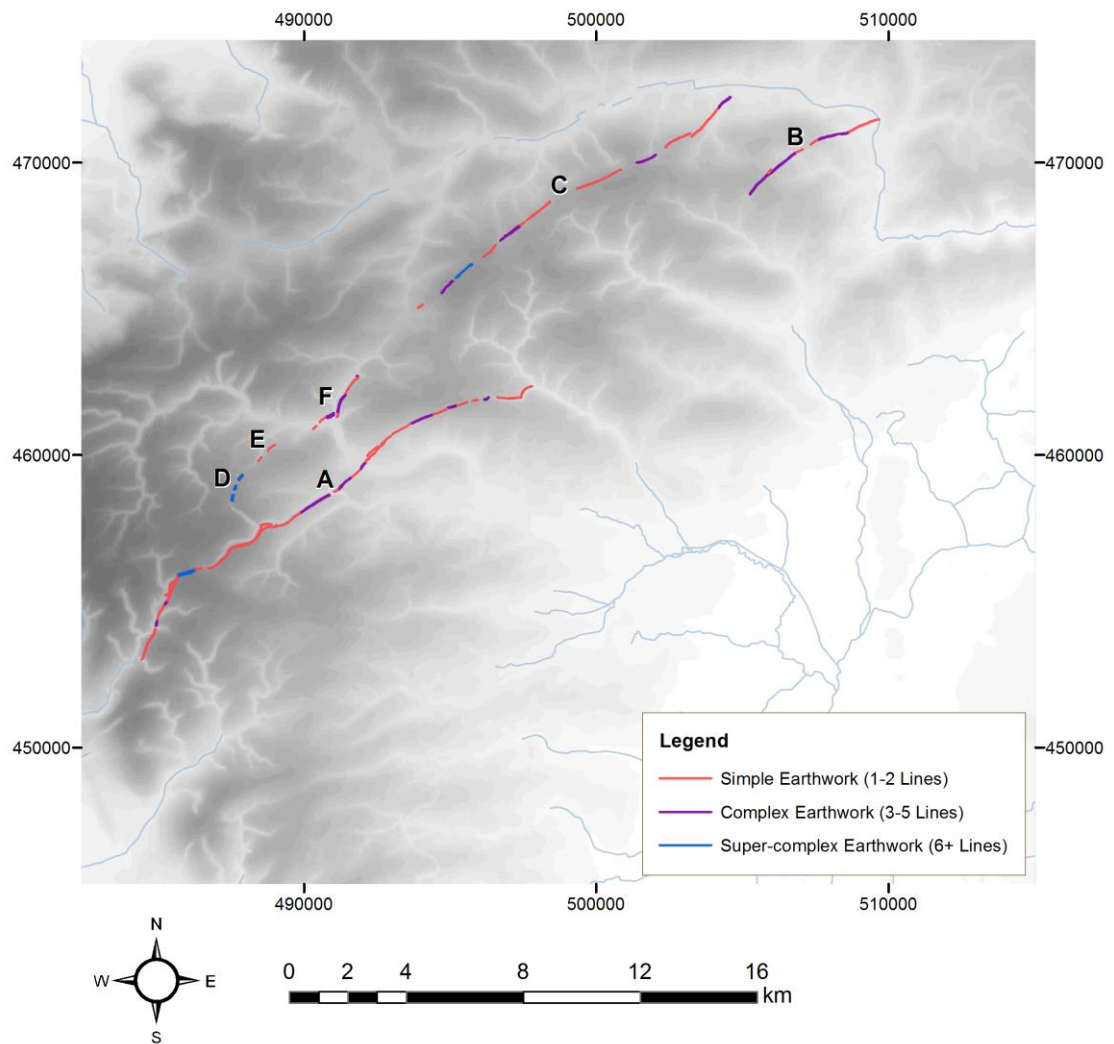 490000 500000 510000
470000 470000
B
C
F
E
460000 460000
D
A
450000 450000
Legend
Simple Earthwork (1-2 Lines)
Complex Earthwork (3-5 Lines)
Super-complex Earthwork (6+ Lines)
490000 500000 510000
N
W E
S
0 2 4 8 12 16
km